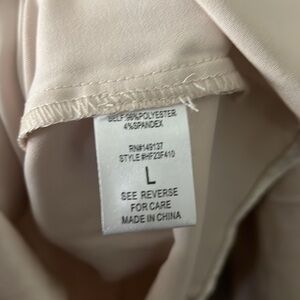 SELF:96%POLYESTER
4%SPANDEX
RN#149137
STYLE#HF23F410
L
SEE REVERSE
FOR CARE
MADE IN CHINA